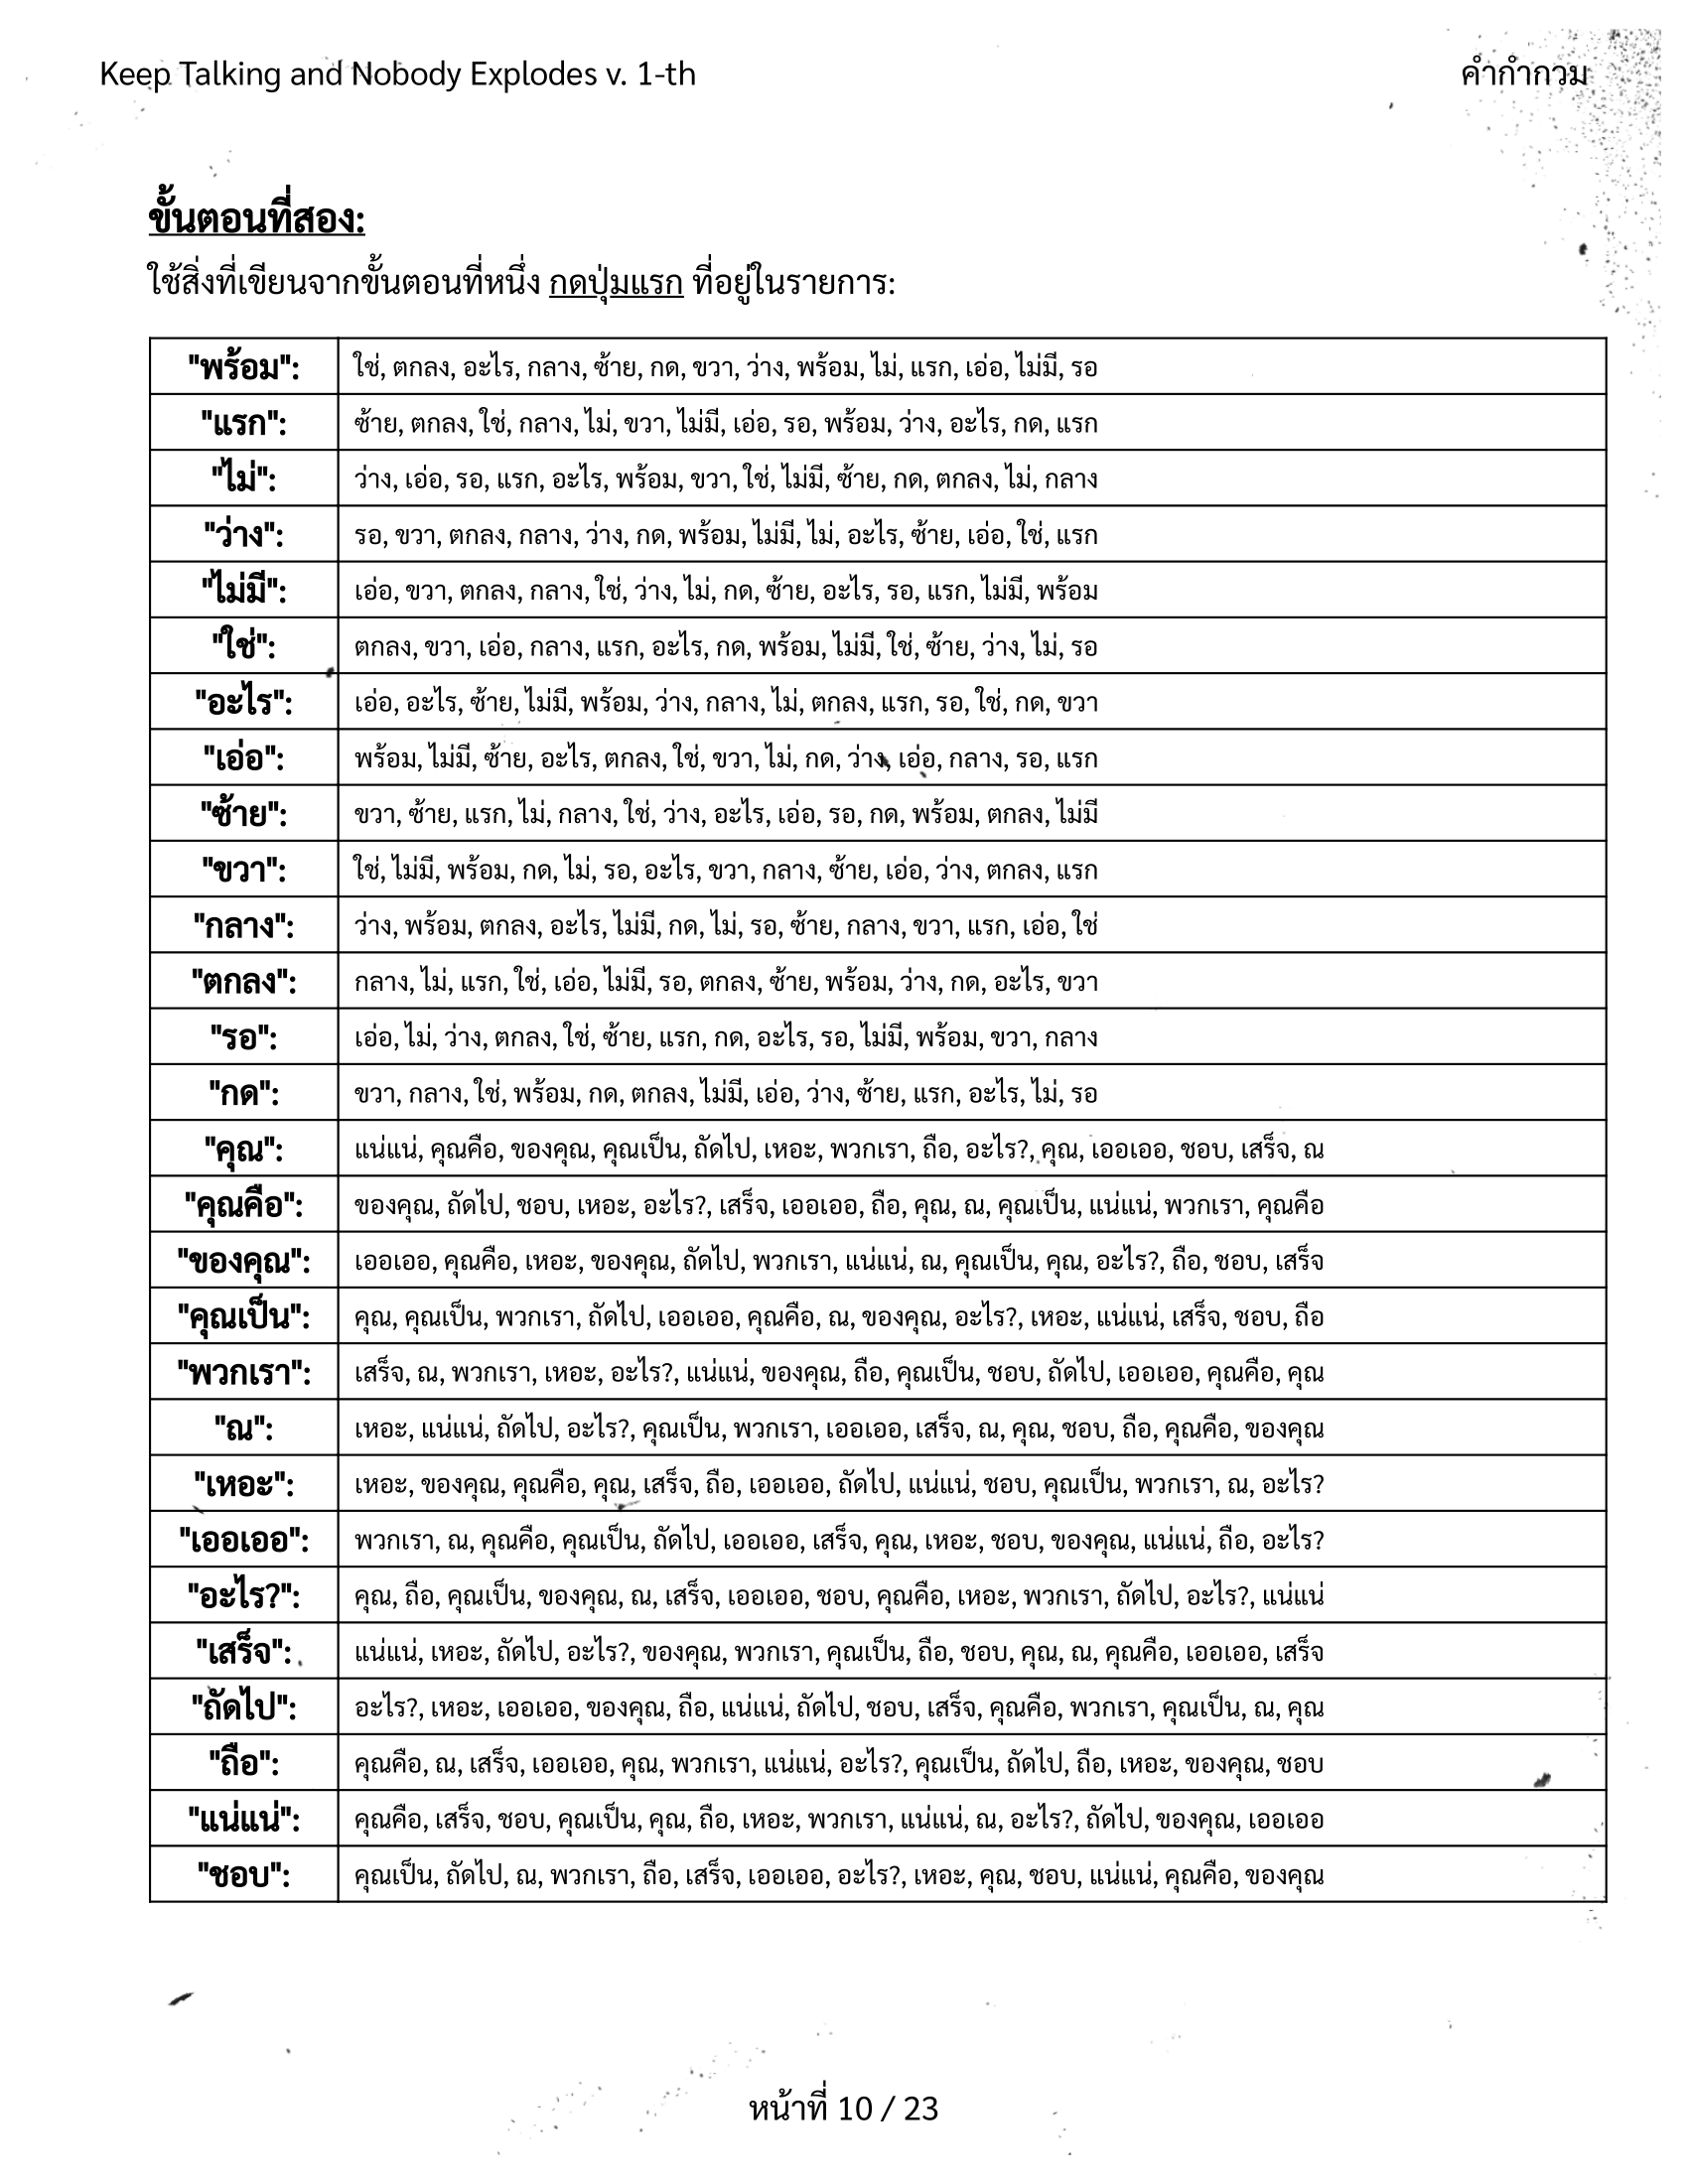 Keep Talking and Nobody Explodes v. 1-th
คำกำกวม
ขั้นตอนที่สอง:
ใช้สิ่งที่เขียนจากขั้นตอนที่หนึ่ง กดปุ่มแรก ที่อยู่ในรายการ:
"พร้อม": ใช่, ตกลง, อะไร, กลาง, ซ้าย, กด, ขวา, ว่าง, พร้อม, ไม่, แรก, เอ่อ, ไม่มี, รอ
"แรก": ซ้าย, ตกลง, ใช่, กลาง, ไม่, ขวา, ไม่มี, เอ่อ, รอ, พร้อม, ว่าง, อะไร, กด, แรก
"ไม่": ว่าง, เอ่อ, รอ, แรก, อะไร, พร้อม, ขวา, ใช่, ไม่มี, ซ้าย, กด, ตกลง, ไม่, กลาง
"ว่าง": รอ, ขวา, ตกลง, กลาง, ว่าง, กด, พร้อม, ไม่มี, ไม่, อะไร, ซ้าย, เอ่อ, ใช่, แรก
"ไม่มี": เอ่อ, ขวา, ตกลง, กลาง, ใช่, ว่าง, ไม่, กด, ซ้าย, อะไร, รอ, แรก, ไม่มี, พร้อม
"ใช่": ตกลง, ขวา, เอ่อ, กลาง, แรก, อะไร, กด, พร้อม, ไม่มี, ใช่, ซ้าย, ว่าง, ไม่, รอ
"อะไร": เอ่อ, อะไร, ซ้าย, ไม่มี, พร้อม, ว่าง, กลาง, ไม่, ตกลง, แรก, รอ, ใช่, กด, ขวา
"เอ่อ": พร้อม, ไม่มี, ซ้าย, อะไร, ตกลง, ใช่, ขวา, ไม่, กด, ว่าง, เอ่อ, กลาง, รอ, แรก
"ซ้าย": ขวา, ซ้าย, แรก, ไม่, กลาง, ใช่, ว่าง, อะไร, เอ่อ, รอ, กด, พร้อม, ตกลง, ไม่มี
"ขวา": ใช่, ไม่มี, พร้อม, กด, ไม่, รอ, อะไร, ขวา, กลาง, ซ้าย, เอ่อ, ว่าง, ตกลง, แรก
"กลาง": ว่าง, พร้อม, ตกลง, อะไร, ไม่มี, กด, ไม่, รอ, ซ้าย, กลาง, ขวา, แรก, เอ่อ, ใช่
"ตกลง": กลาง, ไม่, แรก, ใช่, เอ่อ, ไม่มี, รอ, ตกลง, ซ้าย, พร้อม, ว่าง, กด, อะไร, ขวา
"รอ": เอ่อ, ไม่, ว่าง, ตกลง, ใช่, ซ้าย, แรก, กด, อะไร, รอ, ไม่มี, พร้อม, ขวา, กลาง
"กด": ขวา, กลาง, ใช่, พร้อม, กด, ตกลง, ไม่มี, เอ่อ, ว่าง, ซ้าย, แรก, อะไร, ไม่, รอ
"คุณ": แน่แน่, คุณคือ, ของคุณ, คุณเป็น, ถัดไป, เหอะ, พวกเรา, ถือ, อะไร?, คุณ, เออเออ, ชอบ, เสร็จ, ณ
"คุณคือ": ของคุณ, ถัดไป, ชอบ, เหอะ, อะไร?, เสร็จ, เออเออ, ถือ, คุณ, ณ, คุณเป็น, แน่แน่, พวกเรา, คุณคือ
"ของคุณ": เออเออ, คุณคือ, เหอะ, ของคุณ, ถัดไป, พวกเรา, แน่แน่, ณ, คุณเป็น, คุณ, อะไร?, ถือ, ชอบ, เสร็จ
"คุณเป็น": คุณ, คุณเป็น, พวกเรา, ถัดไป, เออเออ, คุณคือ, ณ, ของคุณ, อะไร?, เหอะ, แน่แน่, เสร็จ, ชอบ, ถือ
"พวกเรา": เสร็จ, ณ, พวกเรา, เหอะ, อะไร?, แน่แน่, ของคุณ, ถือ, คุณเป็น, ชอบ, ถัดไป, เออเออ, คุณคือ, คุณ
"ณ": เหอะ, แน่แน่, ถัดไป, อะไร?, คุณเป็น, พวกเรา, เออเออ, เสร็จ, ณ, คุณ, ชอบ, ถือ, คุณคือ, ของคุณ
"เหอะ": เหอะ, ของคุณ, คุณคือ, คุณ, เสร็จ, ถือ, เออเออ, ถัดไป, แน่แน่, ชอบ, คุณเป็น, พวกเรา, ณ, อะไร?
"เออเออ": พวกเรา, ณ, คุณคือ, คุณเป็น, ถัดไป, เออเออ, เสร็จ, คุณ, เหอะ, ชอบ, ของคุณ, แน่แน่, ถือ, อะไร?
"อะไร?": คุณ, ถือ, คุณเป็น, ของคุณ, ณ, เสร็จ, เออเออ, ชอบ, คุณคือ, เหอะ, พวกเรา, ถัดไป, อะไร?, แน่แน่
"เสร็จ": แน่แน่, เหอะ, ถัดไป, อะไร?, ของคุณ, พวกเรา, คุณเป็น, ถือ, ชอบ, คุณ, ณ, คุณคือ, เออเออ, เสร็จ
"ถัดไป": อะไร?, เหอะ, เออเออ, ของคุณ, ถือ, แน่แน่, ถัดไป, ชอบ, เสร็จ, คุณคือ, พวกเรา, คุณเป็น, ณ, คุณ
"ถือ": คุณคือ, ณ, เสร็จ, เออเออ, คุณ, พวกเรา, แน่แน่, อะไร?, คุณเป็น, ถัดไป, ถือ, เหอะ, ของคุณ, ชอบ
"แน่แน่": คุณคือ, เสร็จ, ชอบ, คุณเป็น, คุณ, ถือ, เหอะ, พวกเรา, แน่แน่, ณ, อะไร?, ถัดไป, ของคุณ, เออเออ
"ชอบ": คุณเป็น, ถัดไป, ณ, พวกเรา, ถือ, เสร็จ, เออเออ, อะไร?, เหอะ, คุณ, ชอบ, แน่แน่, คุณคือ, ของคุณ
หน้าที่ 10 / 23